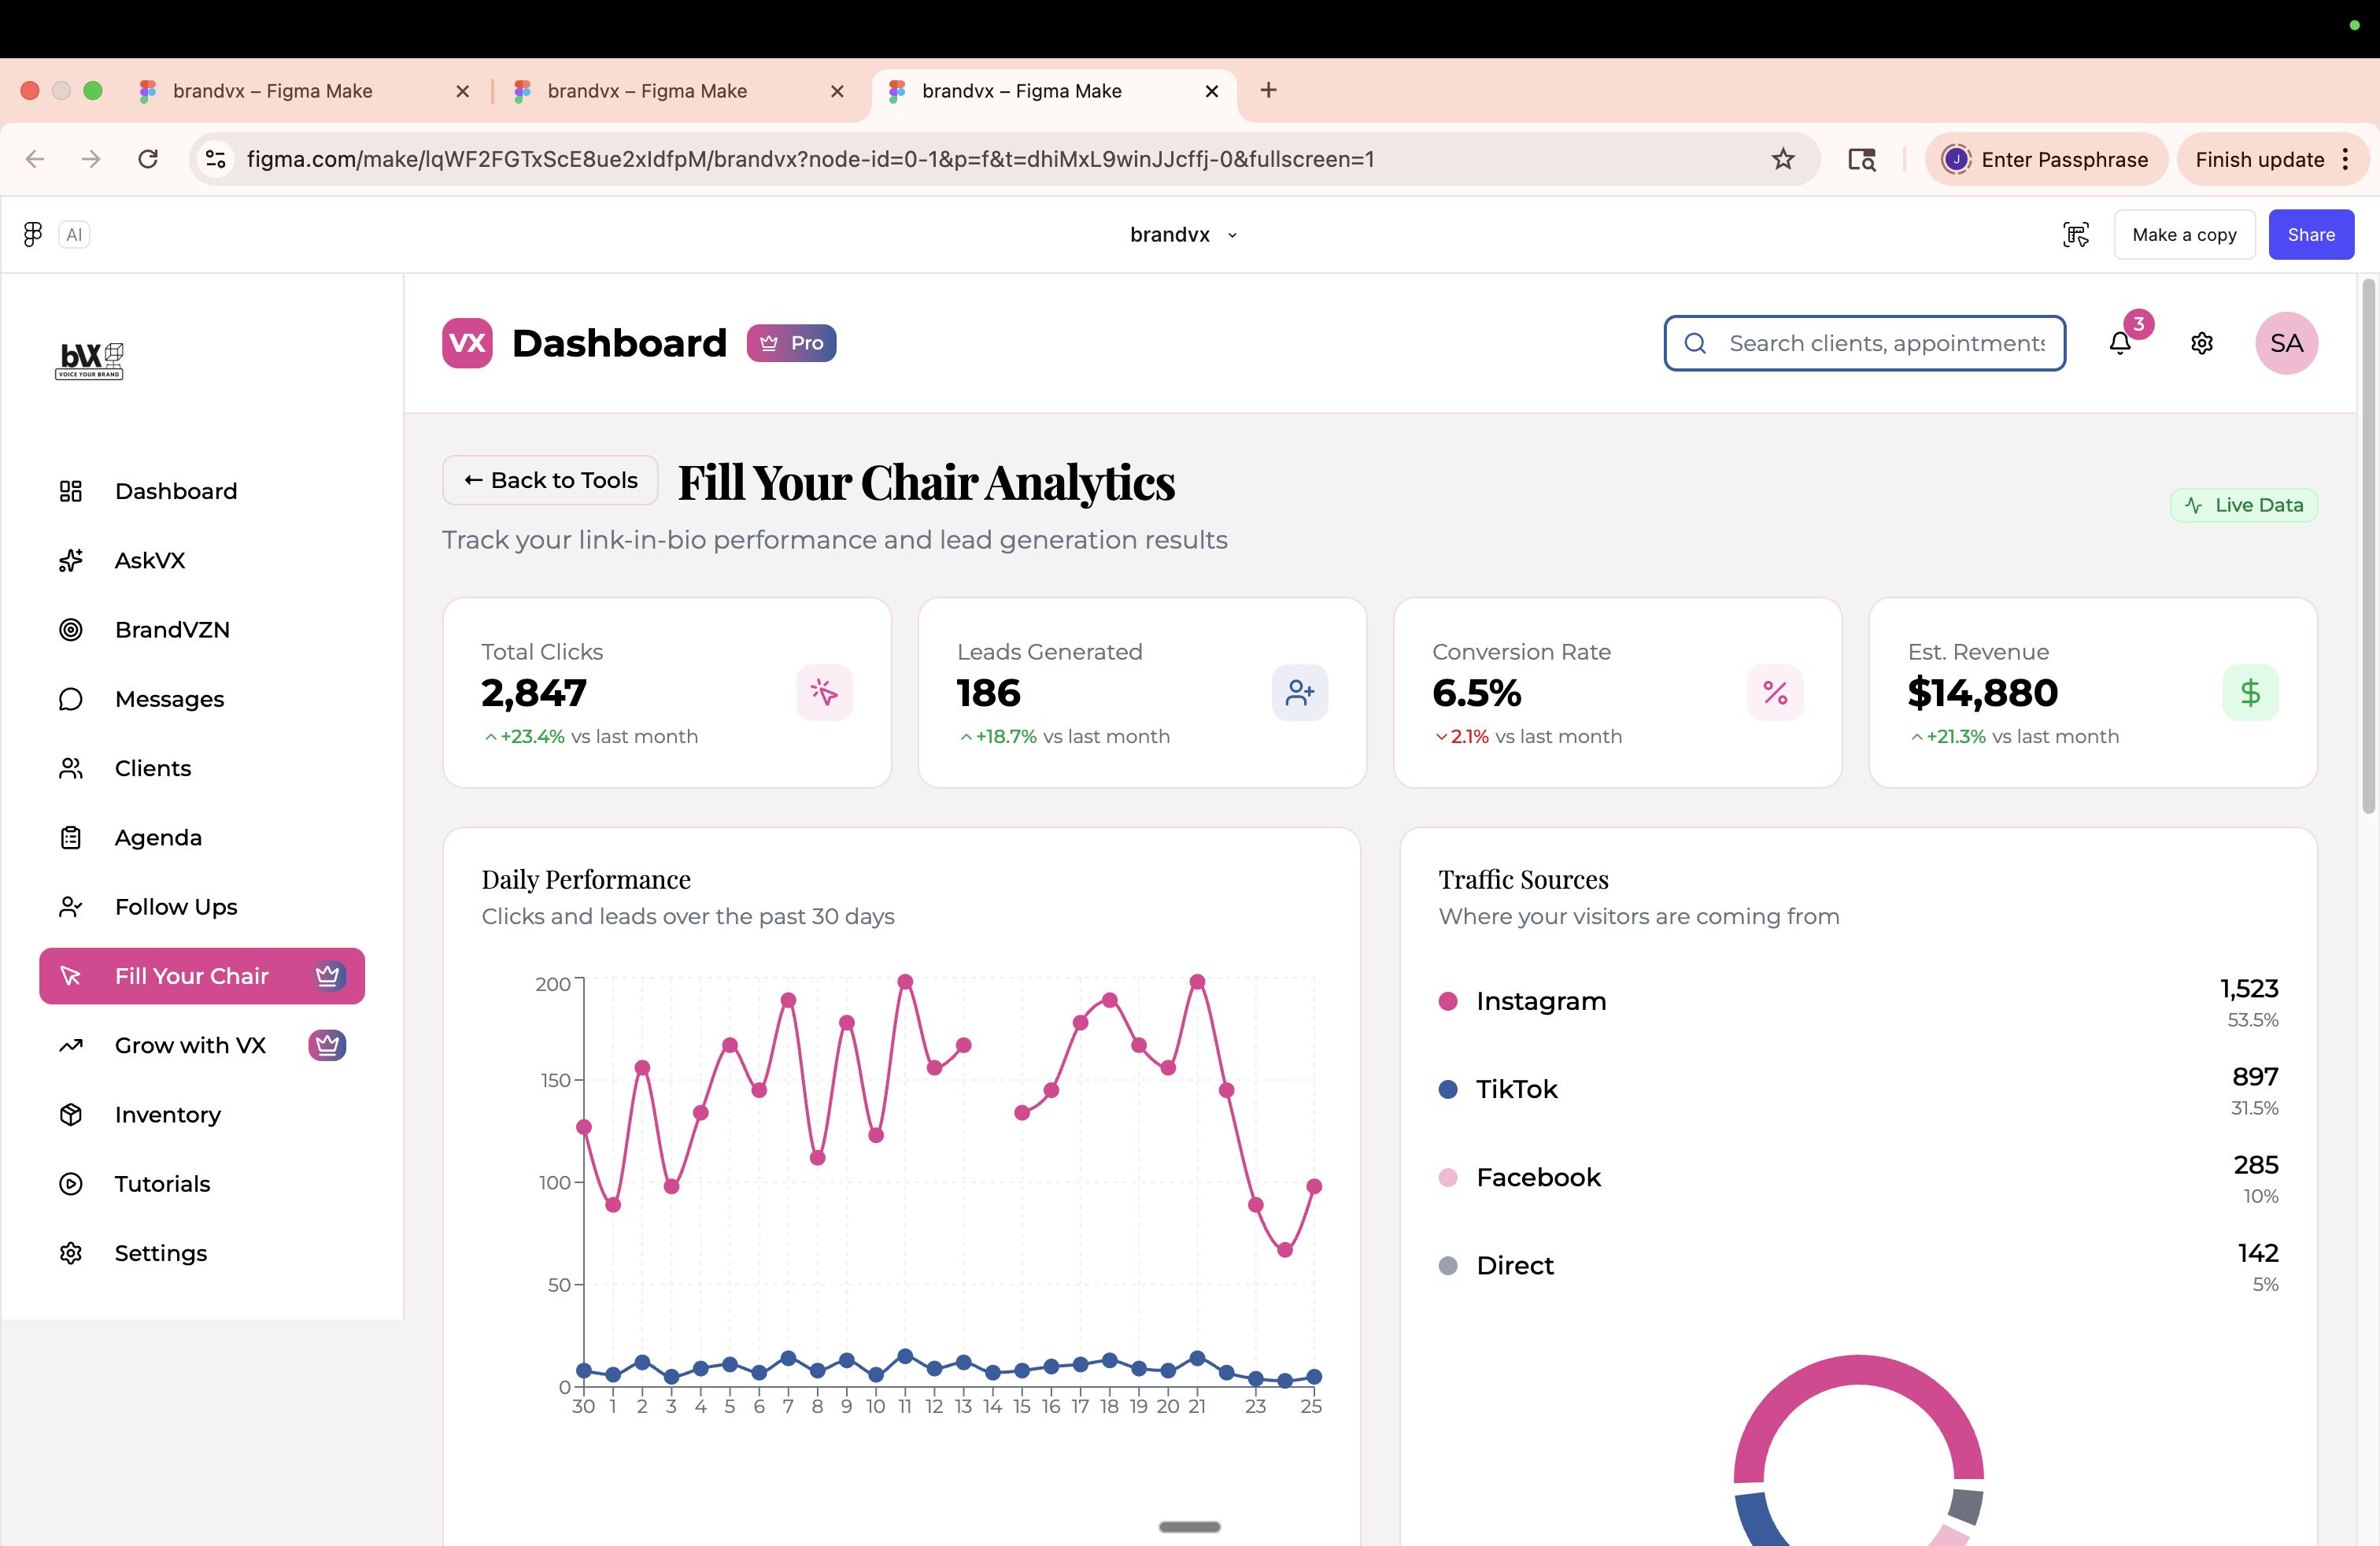 brandvx – Figma Make
brandvx – Figma Make
brandvx – Figma Make
figma.com/make/lqWF2FGTxScE8ue2xIdfpM/brandvx?node-id=0-1&p=f&t=dhiMxL9winJJcffj-0&fullscreen=1
J
Enter Passphrase
Finish update
AI
brandvx
Make a copy
Share
bVX
VOICE YOUR BRAND
VX
Dashboard
Pro
Search clients, appointments
3
SA
Dashboard
AskVX
BrandVZN
Messages
Clients
Agenda
Follow Ups
Fill Your Chair
Grow with VX
Inventory
Tutorials
Settings
← Back to Tools
Fill Your Chair Analytics
Track your link-in-bio performance and lead generation results
Live Data
Total Clicks
2,847
+23.4% vs last month
Leads Generated
186
+18.7% vs last month
Conversion Rate
6.5%
2.1% vs last month
Est. Revenue
$14,880
+21.3% vs last month
Daily Performance
Clicks and leads over the past 30 days
200
150
100
50
0
30 1 2 3 4 5 6 7 8 9 10 11 12 13 14 15 16 17 18 19 20 21 23 25
Traffic Sources
Where your visitors are coming from
Instagram
1,523
53.5%
TikTok
897
31.5%
Facebook
285
10%
Direct
142
5%